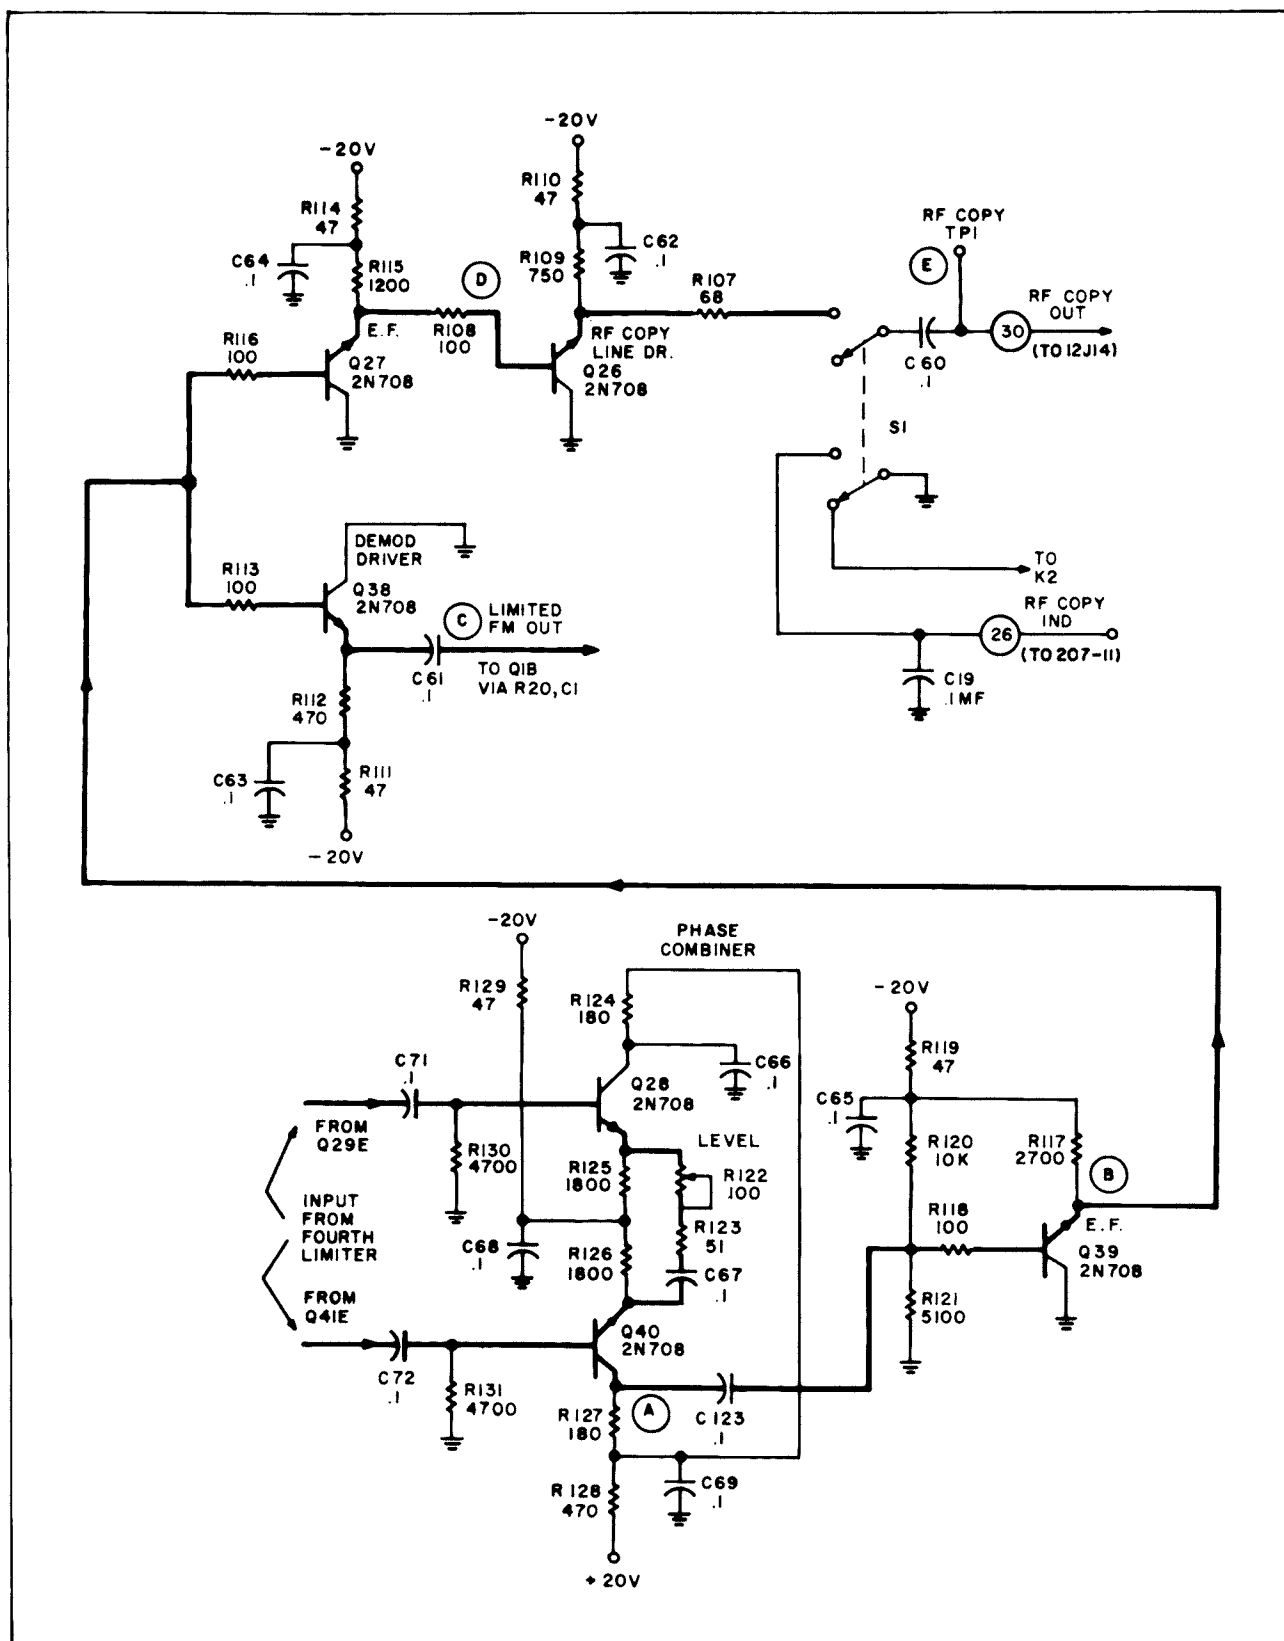 -20V
R114
47
C64
.1
R115
1200
E.F.
R116
100
Q27
2N708
D
R108
100
-20V
R110
47
C62
.1
R109
750
R107
68
RF COPY
LINE DR.
Q26
2N708
RF COPY
TP1
E
C60
.1
30
RF COPY
OUT
(TO 12J14)
S1
TO
K2
RF COPY
IND
26
(TO 207-11)
C19
.1MF
DEMOD
DRIVER
R113
100
Q38
2N708
C
LIMITED
FM OUT
C61
.1
TO Q1B
VIA R20, C1
R112
470
C63
.1
R111
47
-20V
-20V
R129
47
PHASE
COMBINER
R124
180
C66
.1
C71
.1
FROM
Q29E
Q28
2N708
LEVEL
R130
4700
R125
1800
R122
100
INPUT
FROM
FOURTH
LIMITER
C68
.1
R126
1800
R123
51
C67
.1
FROM
Q41E
C72
.1
R131
4700
Q40
2N708
A
R127
180
C123
.1
C69
.1
R128
470
+20V
-20V
R119
47
C65
.1
R120
10K
R117
2700
B
R118
100
E.F.
Q39
2N708
R121
5100